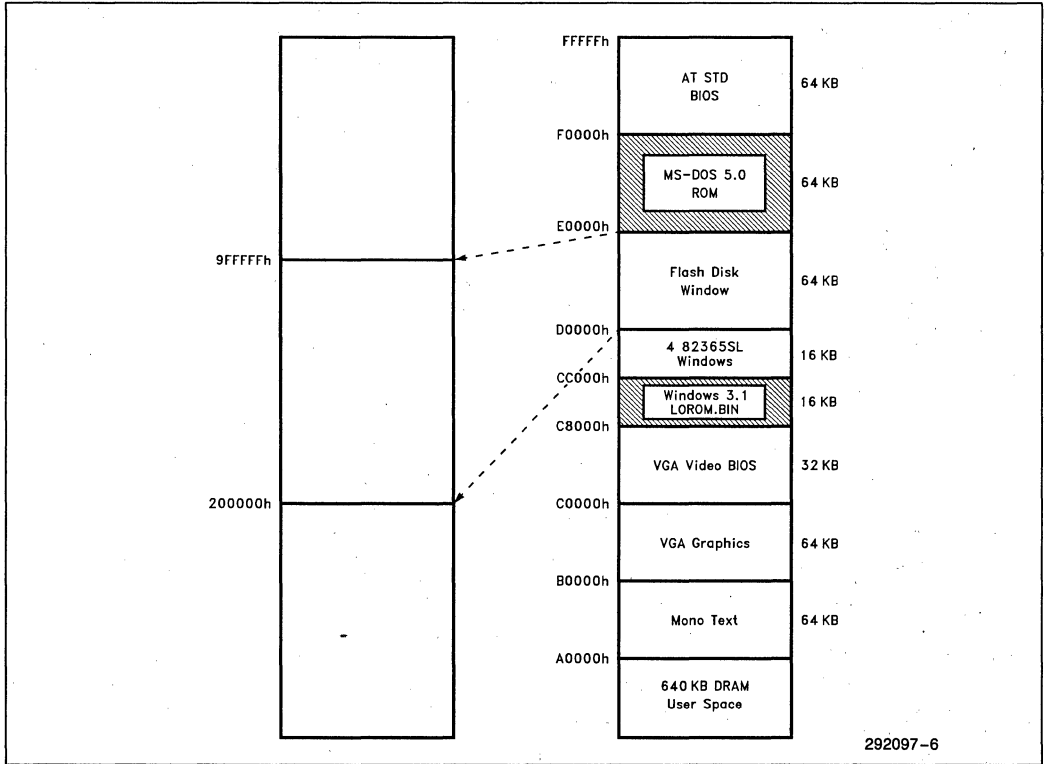 FFFFFh
AT STD
BIOS
64 KB
F0000h
MS-DOS 5.0
ROM
64 KB
E0000h
9FFFFFh
Flash Disk
Window
64 KB
D0000h
4 82365SL
Windows
16 KB
CC000h
Windows 3.1
LOROM.BIN
16 KB
C8000h
VGA Video BIOS
32 KB
200000h
C0000h
VGA Graphics
64 KB
B0000h
Mono Text
64 KB
A0000h
640 KB DRAM
User Space
292097-6